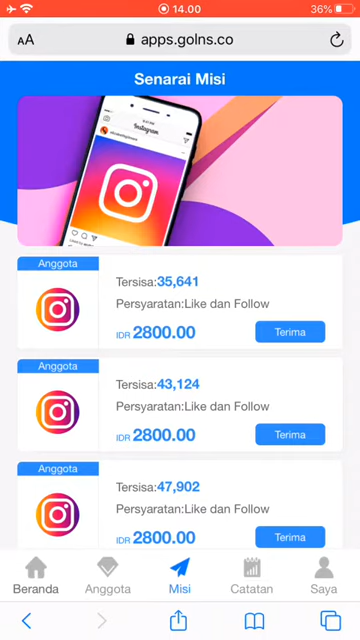 14.00
36%
AA
apps.golns.co
Senarai Misi
Instagram
Anggota
Tersisa:35,641
Persyaratan:Like dan Follow
IDR 2800.00
Terima
Anggota
Tersisa:43,124
Persyaratan:Like dan Follow
IDR 2800.00
Terima
Anggota
Tersisa:47,902
Persyaratan:Like dan Follow
IDR 2800.00
Terima
Beranda
Anggota
Misi
Catatan
Saya